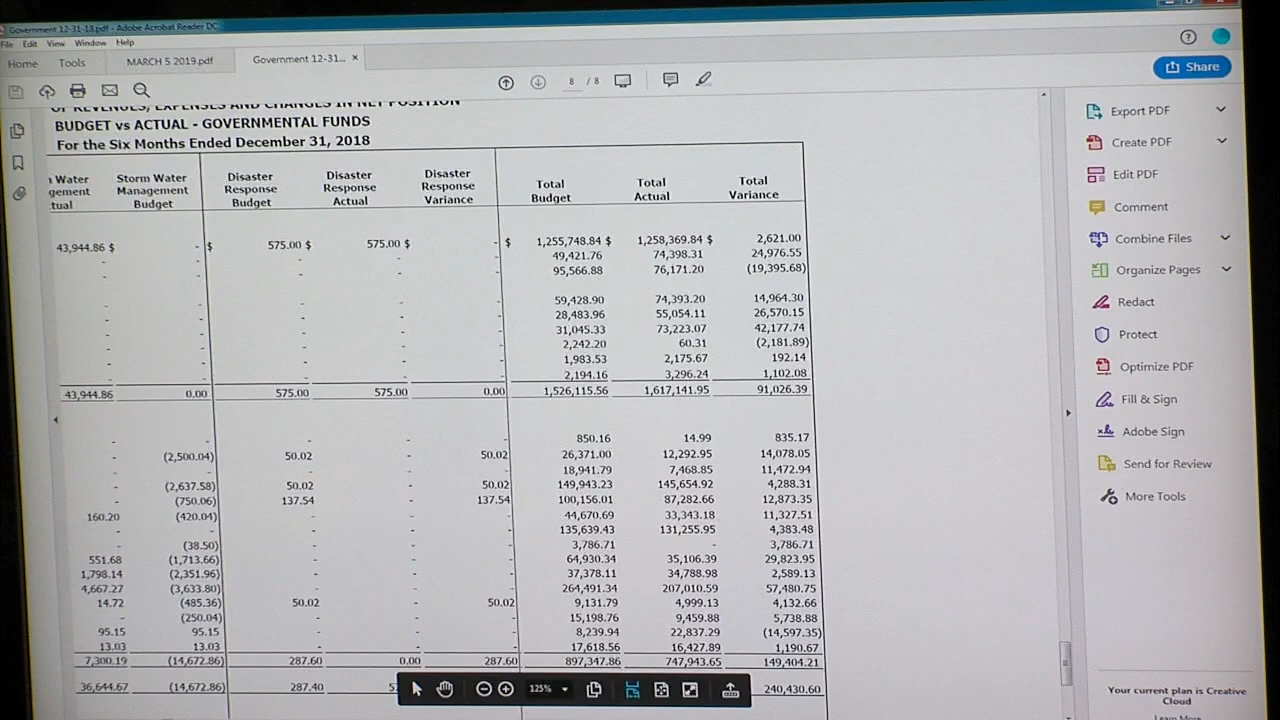 Government 12-31-18.pdf - Adobe Acrobat Reader DC
File Edit View Window Help
Home Tools MARCH 5 2019.pdf Government 12-31... ×
8 / 8
Share
OF REVENUES, EXPENSES AND CHANGES IN NET POSITION
BUDGET vs ACTUAL - GOVERNMENTAL FUNDS
For the Six Months Ended December 31, 2018
Water Storm Water Disaster Disaster Disaster
gement Management Response Response Response Total Total Total
tual Budget Budget Actual Variance Budget Actual Variance
43,944.86 $ - $ 575.00 $ 575.00 $ - $ 1,255,748.84 $ 1,258,369.84 $ 2,621.00
- - - - - 49,421.76 74,398.31 24,976.55
- - - - - 95,566.88 76,171.20 (19,395.68)
- - - - - 59,428.90 74,393.20 14,964.30
- - - - - 28,483.96 55,054.11 26,570.15
- - - - - 31,045.33 73,223.07 42,177.74
- - - - - 2,242.20 60.31 (2,181.89)
- - - - - 1,983.53 2,175.67 192.14
- - - - - 2,194.16 3,296.24 1,102.08
43,944.86 0.00 575.00 575.00 0.00 1,526,115.56 1,617,141.95 91,026.39
- - - - - 850.16 14.99 835.17
- (2,500.04) 50.02 - 50.02 26,371.00 12,292.95 14,078.05
- - - - - 18,941.79 7,468.85 11,472.94
- (2,637.58) 50.02 - 50.02 149,943.23 145,654.92 4,288.31
- (750.06) 137.54 - 137.54 100,156.01 87,282.66 12,873.35
160.20 (420.04) - - - 44,670.69 33,343.18 11,327.51
- - - - - 135,639.43 131,255.95 4,383.48
- (38.50) - - - 3,786.71 - 3,786.71
551.68 (1,713.66) - - - 64,930.34 35,106.39 29,823.95
1,798.14 (2,351.96) - - - 37,378.11 34,788.98 2,589.13
4,667.27 (3,633.80) - - - 264,491.34 207,010.59 57,480.75
14.72 (485.36) 50.02 - 50.02 9,131.79 4,999.13 4,132.66
- (250.04) - - - 15,198.76 9,459.88 5,738.88
95.15 95.15 - - - 8,239.94 22,837.29 (14,597.35)
13.03 13.03 - - - 17,618.56 16,427.89 1,190.67
7,300.19 (14,672.86) 287.60 0.00 287.60 897,347.86 747,943.65 149,404.21
36,644.67 (14,672.86) 287.40 240,430.60
125%
Export PDF
Create PDF
Edit PDF
Comment
Combine Files
Organize Pages
Redact
Protect
Optimize PDF
Fill & Sign
Adobe Sign
Send for Review
More Tools
Your current plan is Creative
Cloud
Learn More